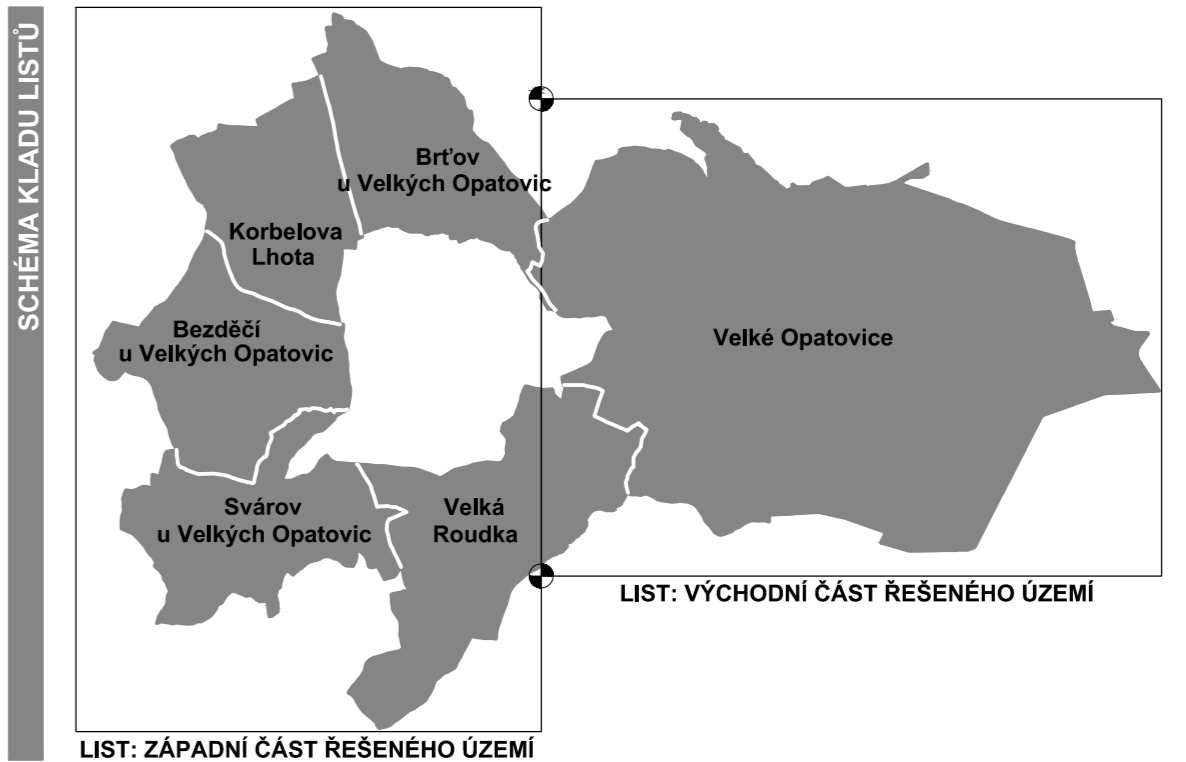 SCHÉMA KLADU LISTŮ
Brťov
u Velkých Opatovic
Korbelova
Lhota
Bezděčí
u Velkých Opatovic
Velké Opatovice
Svárov
u Velkých Opatovic
Velká
Roudka
LIST: VÝCHODNÍ ČÁST ŘEŠENÉHO ÚZEMÍ
LIST: ZÁPADNÍ ČÁST ŘEŠENÉHO ÚZEMÍ